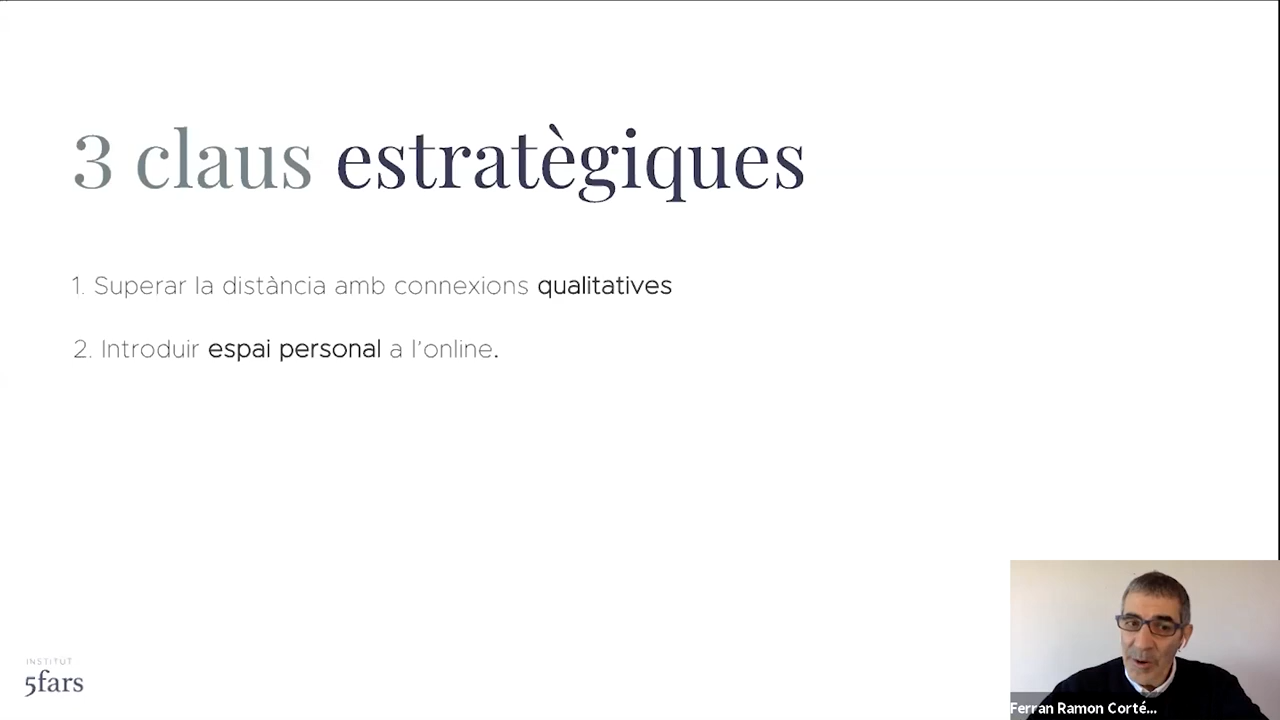 3 claus estratègiques
1. Superar la distància amb connexions qualitatives
2. Introduir espai personal a l'online.
INSTITUT
5fars
Ferran Ramon Corté...